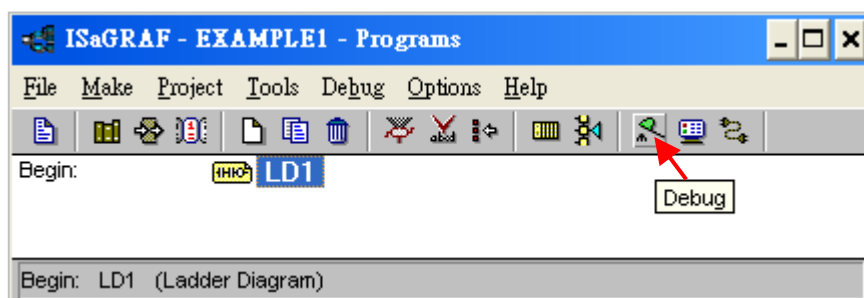 ISaGRAF - EXAMPLE1 - Programs
File Make Project Tools Debug Options Help
Begin: LD1
Debug
Begin: LD1 (Ladder Diagram)